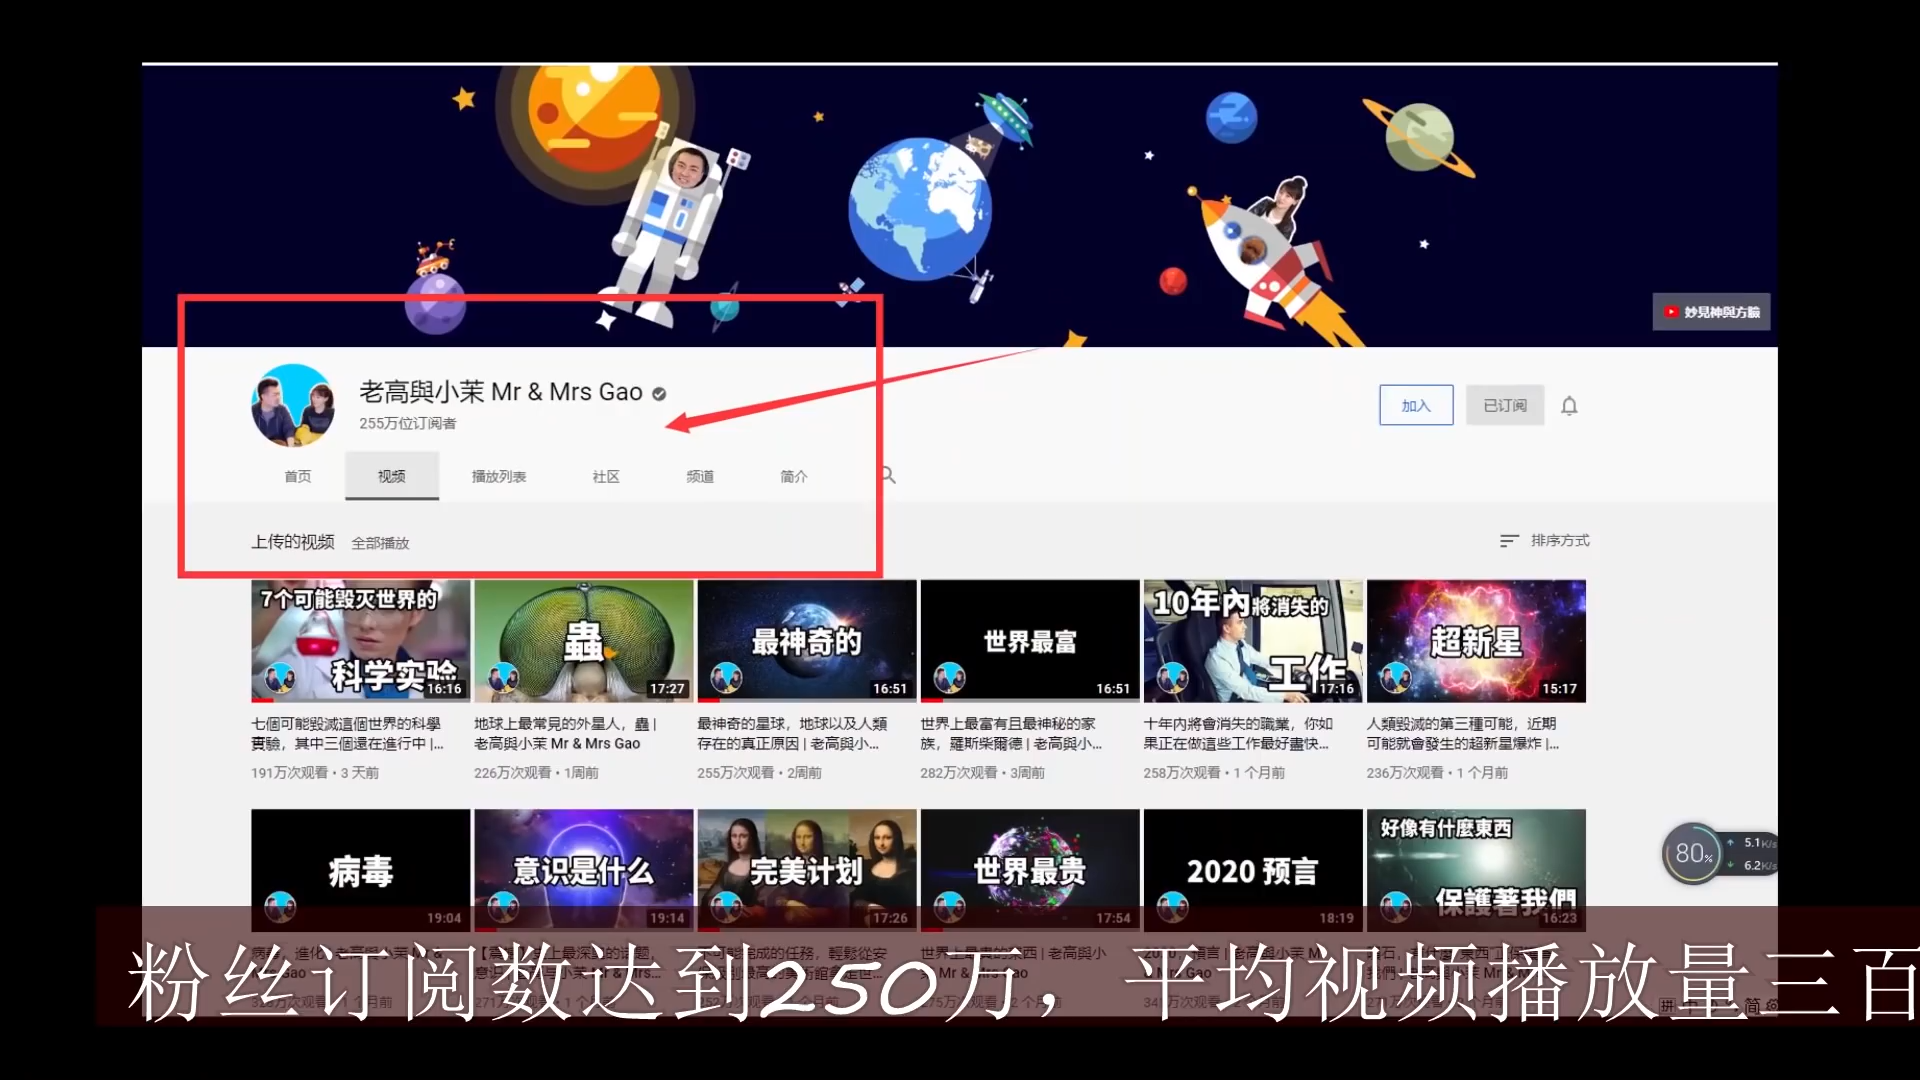 妙見神與方臉
老高與小茉 Mr & Mrs Gao
255万位订阅者
加入
已订阅
首页
视频
播放列表
社区
频道
简介
上传的视频
全部播放
排序方式
7个可能毁灭世界的
科学实验
16:16
蟲
17:27
最神奇的
16:51
世界最富
16:51
10年内將消失的
工作
17:16
超新星
15:17
七個可能毀滅這個世界的科學
實驗，其中三個還在進行中 |...
191万次观看 • 3 天前
地球上最常見的外星人，蟲 |
老高與小茉 Mr & Mrs Gao
226万次观看 • 1周前
最神奇的星球，地球以及人類
存在的真正原因 | 老高與小...
255万次观看 • 2周前
世界上最富有且最神秘的家
族，羅斯柴爾德 | 老高與小...
282万次观看 • 3周前
十年內將會消失的職業，你如
果正在做這些工作最好盡快...
258万次观看 • 1 个月前
人類毀滅的第三種可能，近期
可能就會發生的超新星爆炸 |...
236万次观看 • 1 个月前
80%
5.1K/s
6.2K/s
病毒
19:04
意识是什么
19:14
完美计划
17:26
世界最贵
17:54
2020 预言
18:19
好像有什麼東西
保護著我們
16:23
粉丝订阅数达到250万，平均视频播放量三百